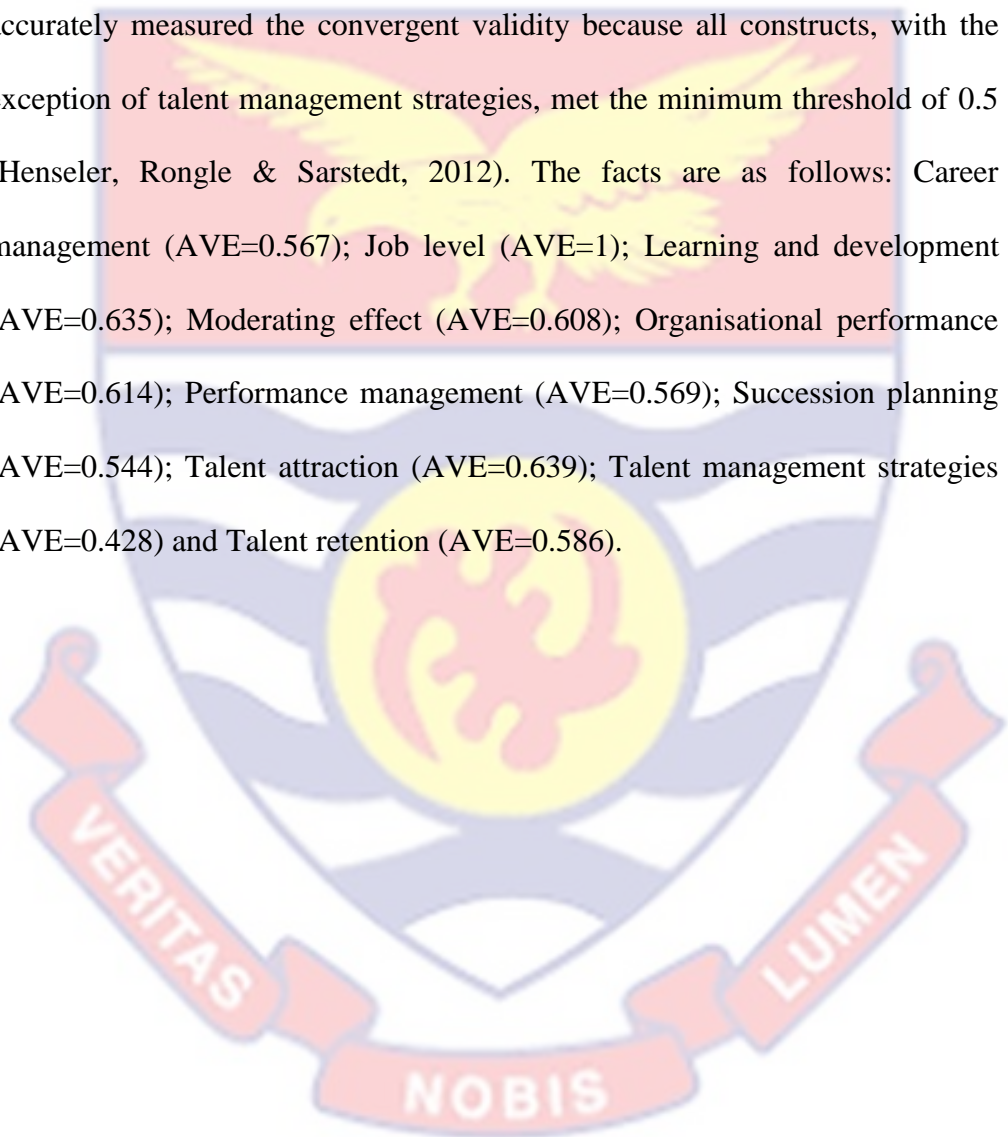 accurately measured the convergent validity because all constructs, with the
exception of talent management strategies, met the minimum threshold of 0.5
Henseler, Rongle & Sarstedt, 2012). The facts are as follows: Career
management (AVE=0.567); Job level (AVE=1); Learning and development
AVE=0.635); Moderating effect (AVE=0.608); Organisational performance
AVE=0.614); Performance management (AVE=0.569); Succession planning
AVE=0.544); Talent attraction (AVE=0.639); Talent management strategies
AVE=0.428) and Talent retention (AVE=0.586).
VERITAS
NOBIS
LUMEN